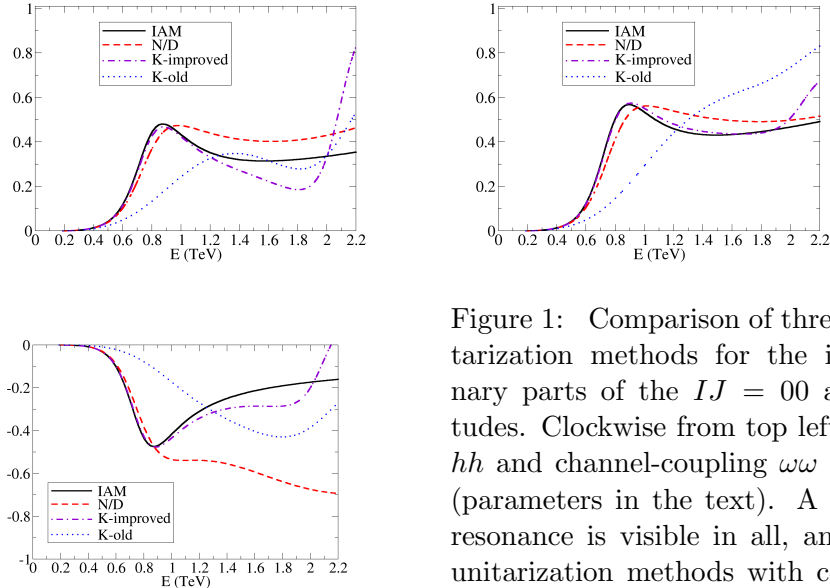 1
0.8
0.6
0.4
0.2
0
IAM
N/D
K-improved
K-old
0 0.2 0.4 0.6 0.8 1 1.2 1.4 1.6 1.8 2 2.2
E (TeV)
1
0.8
0.6
0.4
0.2
0
IAM
N/D
K-improved
K-old
0 0.2 0.4 0.6 0.8 1 1.2 1.4 1.6 1.8 2 2.2
E (TeV)
0
-0.2
-0.4
-0.6
-0.8
-1
IAM
N/D
K-improved
K-old
0 0.2 0.4 0.6 0.8 1 1.2 1.4 1.6 1.8 2 2.2
E (TeV)
Figure 1: Comparison of thre
tarization methods for the i
nary parts of the IJ = 00 a
tudes. Clockwise from top left
hh and channel-coupling ωω
(parameters in the text). A
resonance is visible in all, an
unitarization methods with c